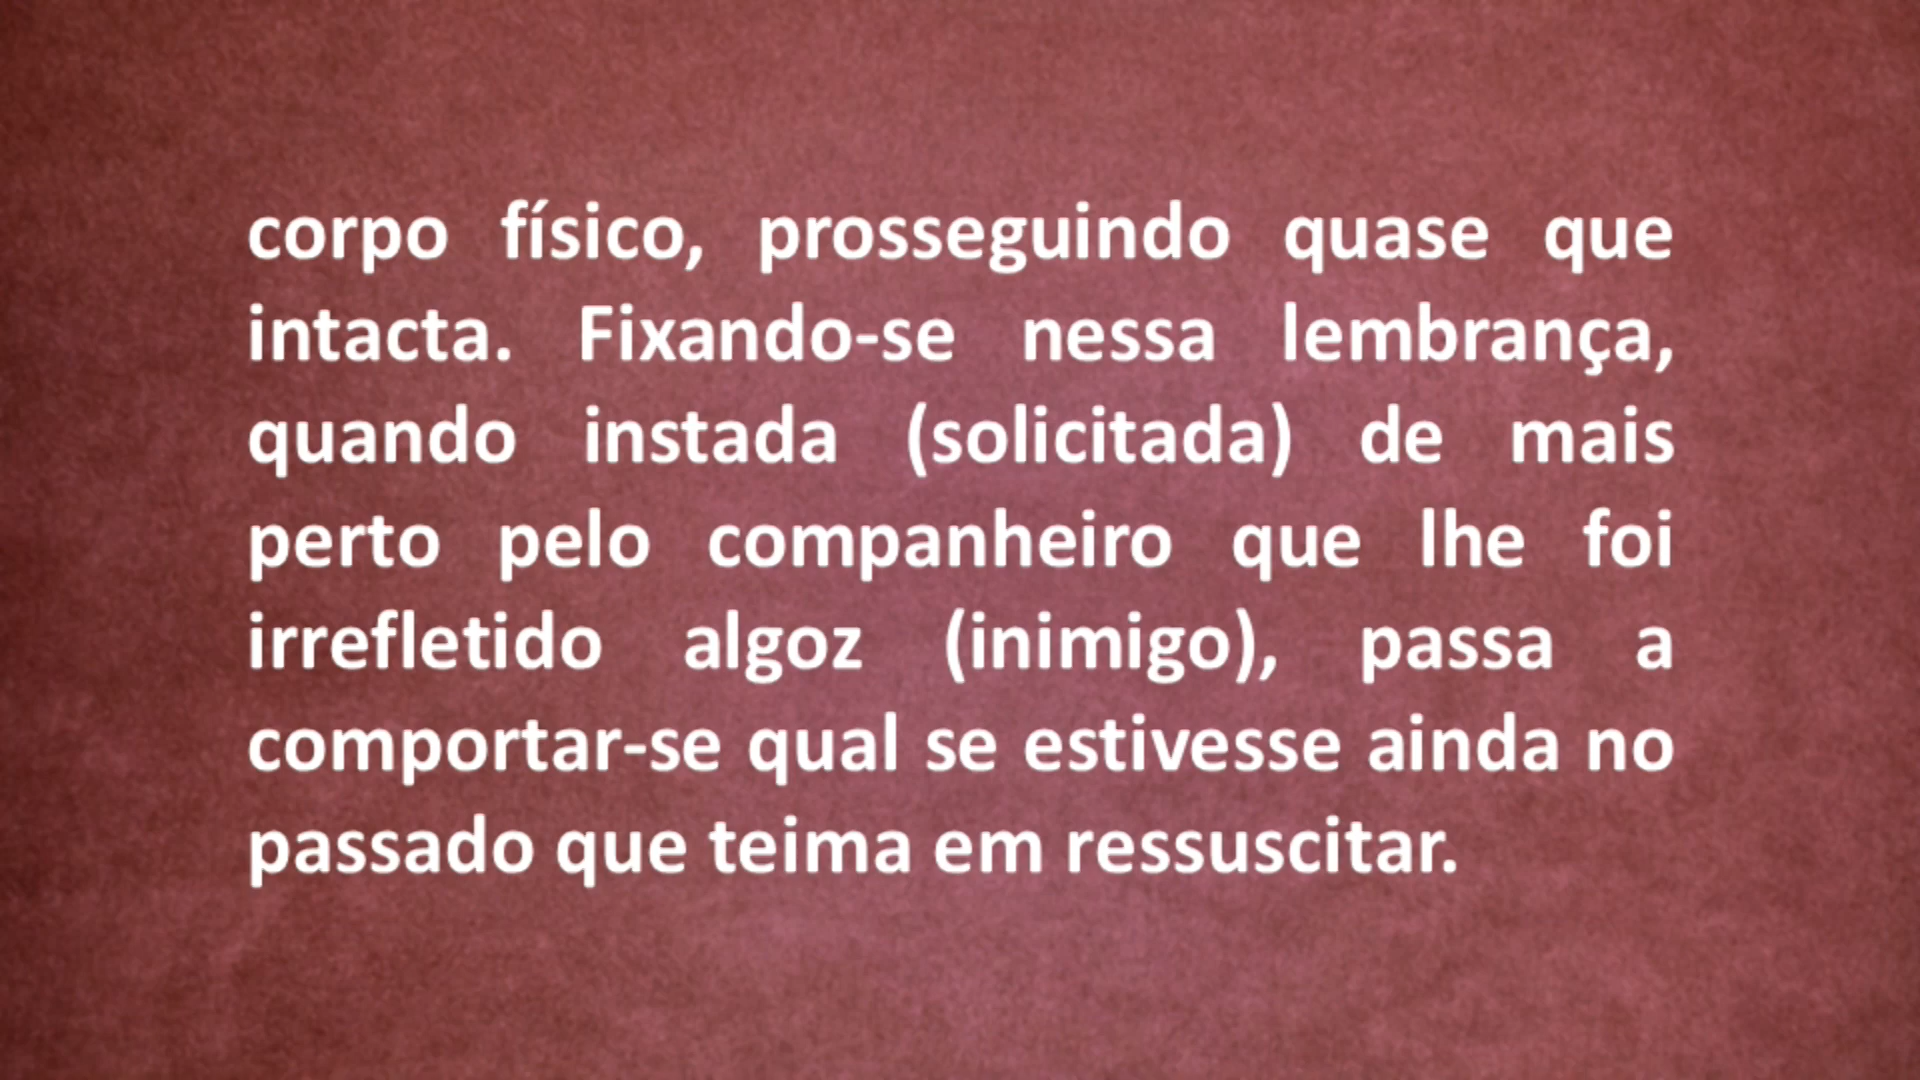 corpo físico, prosseguindo quase que
intacta. Fixando-se nessa lembrança,
quando instada (solicitada) de mais
perto pelo companheiro que lhe foi
irrefletido algoz (inimigo), passa a
comportar-se qual se estivesse ainda no
passado que teima em ressuscitar.